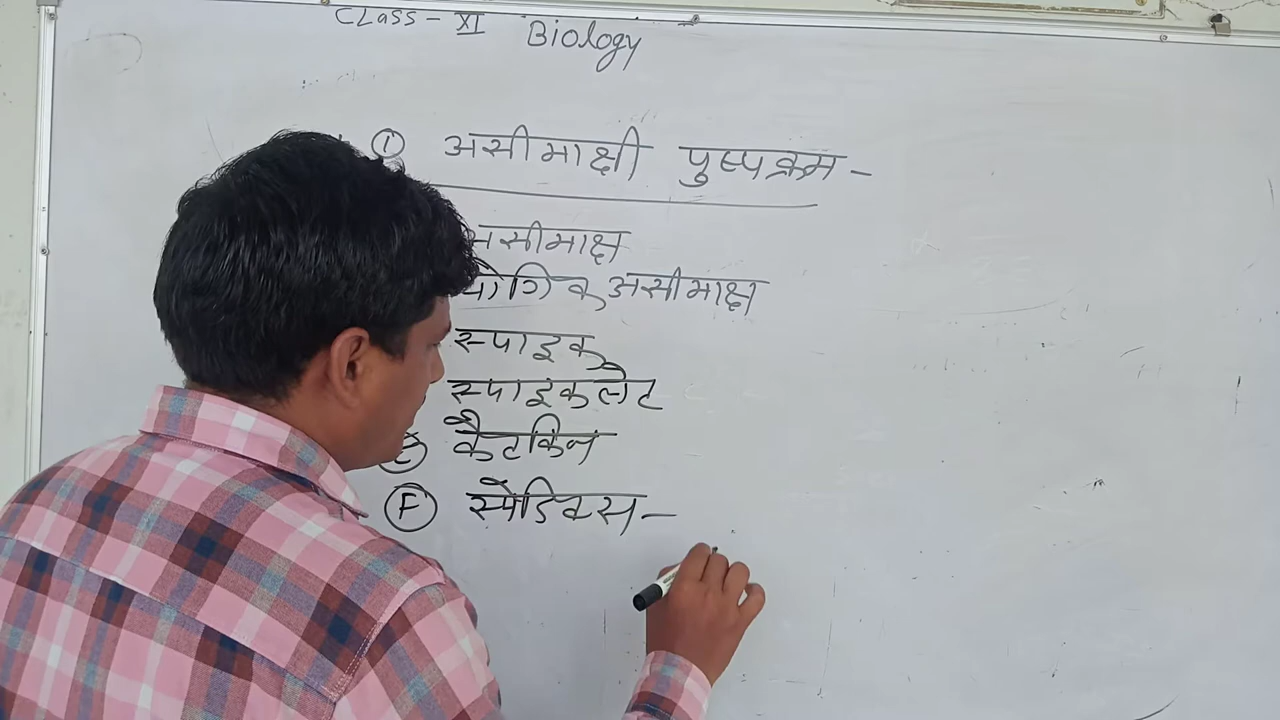 CLASS - XI Biology
① असीमाक्षी पुष्पक्रम -
असीमाक्ष
यौगिक असीमाक्ष
स्पाइक
स्पाइकलेट
कैटकिन
Ⓕ स्पेडिक्स -